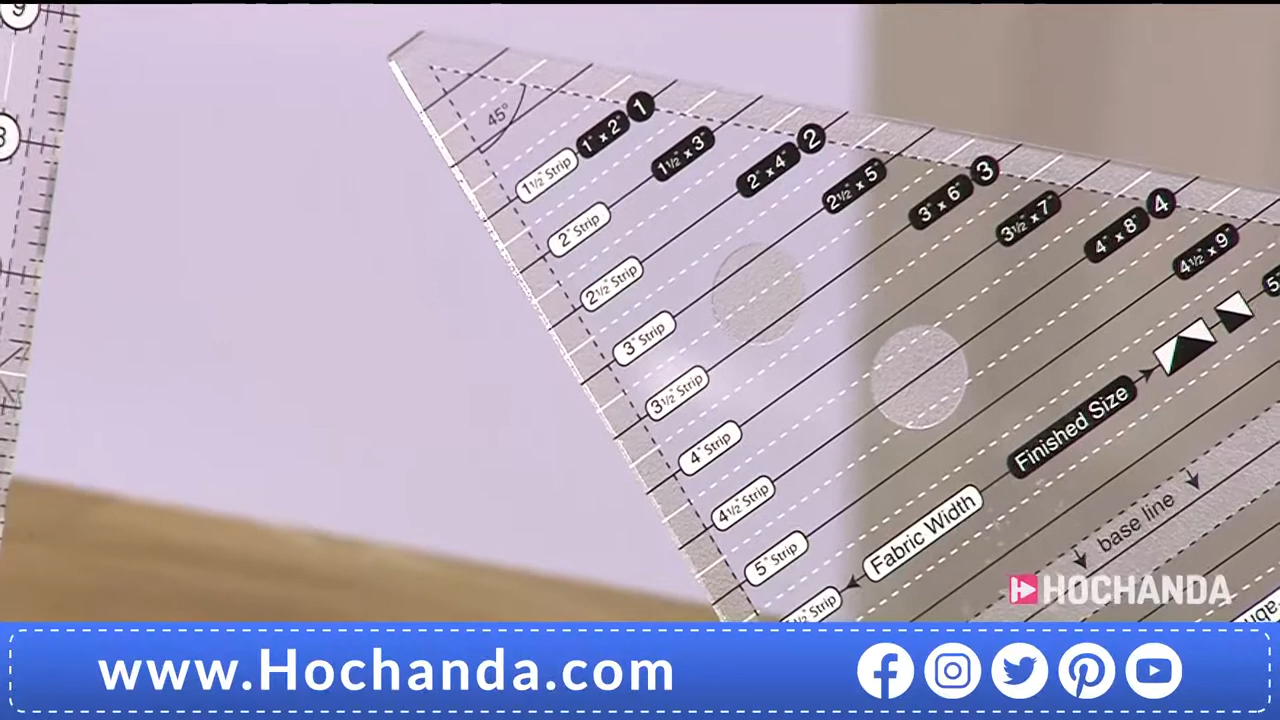 9
45°
1½" Strip 1" x 2" 1
2" Strip 1½" x 3"
2½" Strip 2" x 4" 2
3" Strip 2½" x 5"
3½" Strip 3" x 6" 3
4" Strip 3½" x 7"
4½" Strip 4" x 8" 4
5" Strip 4½" x 9"
Strip Fabric Width Finished Size
base line
HOCHANDA
www.Hochanda.com